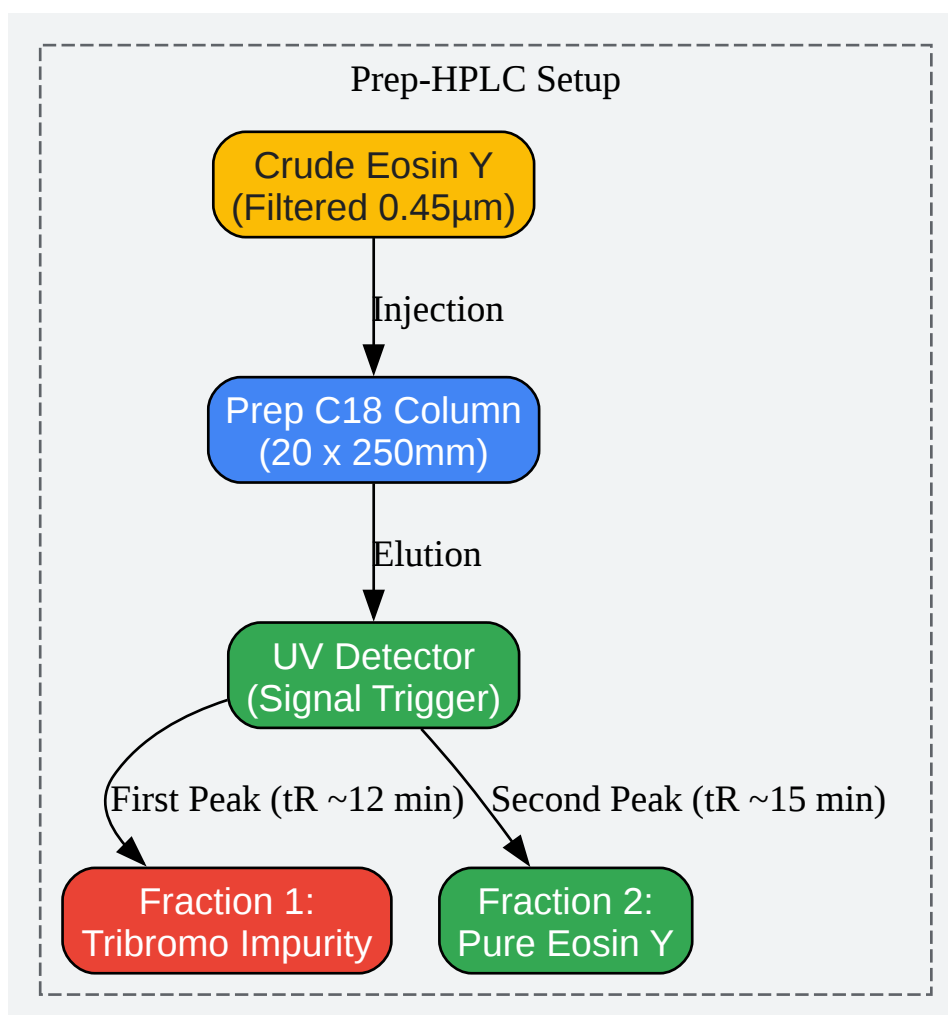 Prep-HPLC Setup
Crude Eosin Y
(Filtered 0.45µm)
Injection
Prep C18 Column
(20 x 250mm)
Elution
UV Detector
(Signal Trigger)
First Peak (tR ~12 min)
Second Peak (tR ~15 min)
Fraction 1:
Tribromo Impurity
Fraction 2:
Pure Eosin Y